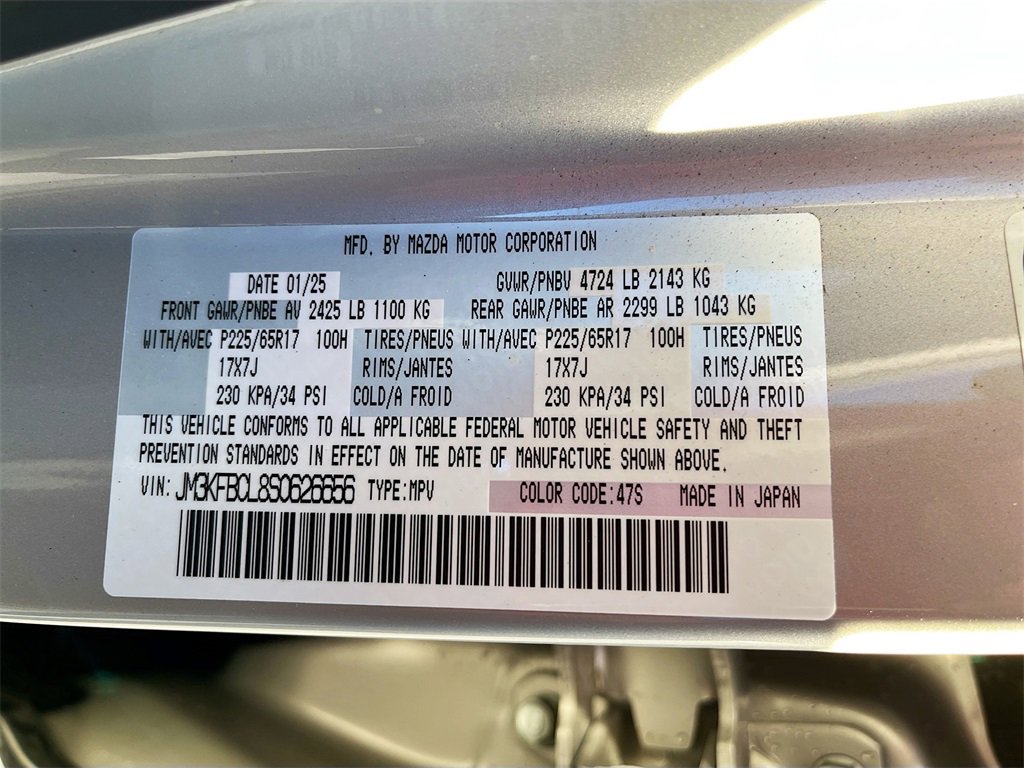 MFD. BY MAZDA MOTOR CORPORATION
DATE 01/25 GVWR/PNBV 4724 LB 2143 KG
FRONT GAWR/PNBE AV 2425 LB 1100 KG REAR GAWR/PNBE AR 2299 LB 1043 KG
WITH/AVEC P225/65R17 100H TIRES/PNEUS WITH/AVEC P225/65R17 100H TIRES/PNEUS
17X7J RIMS/JANTES 17X7J RIMS/JANTES
230 KPA/34 PSI COLD/A FROID 230 KPA/34 PSI COLD/A FROID
THIS VEHICLE CONFORMS TO ALL APPLICABLE FEDERAL MOTOR VEHICLE SAFETY AND THEFT
PREVENTION STANDARDS IN EFFECT ON THE DATE OF MANUFACTURE SHOWN ABOVE.
VIN: JM3KFBCL8S0626656 TYPE:MPV COLOR CODE:47S MADE IN JAPAN